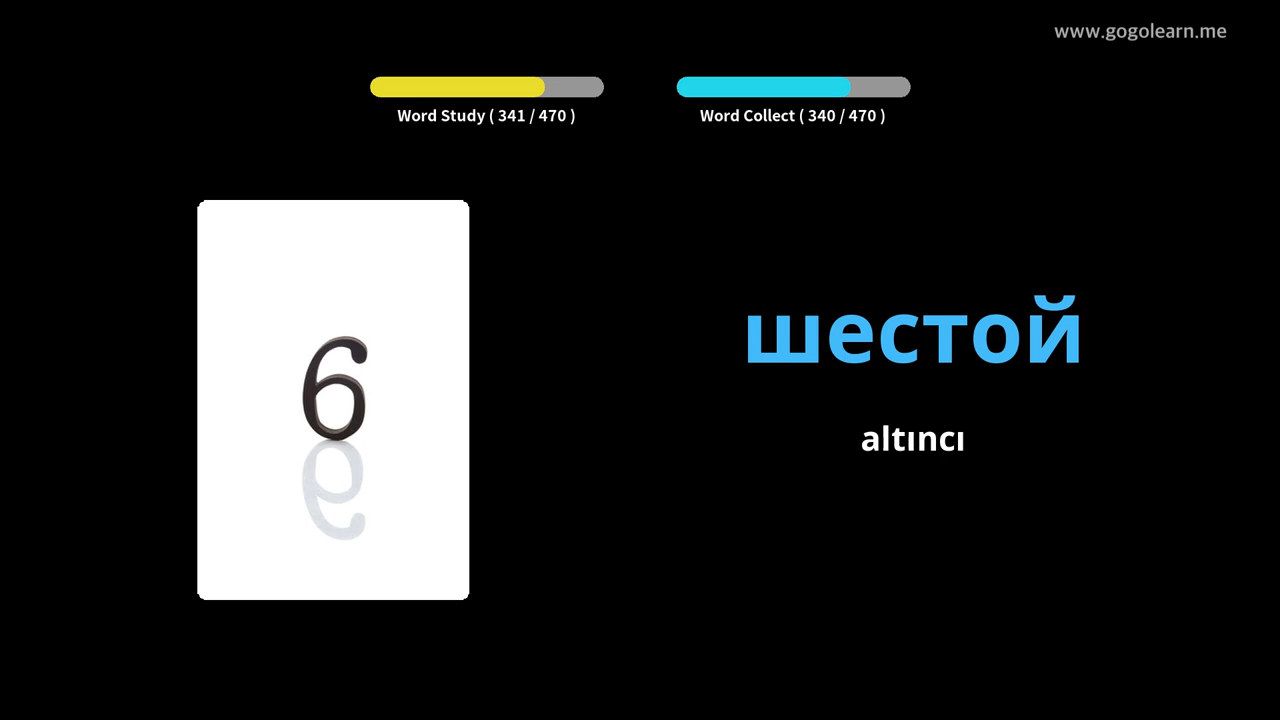 www.gogolearn.me
Word Study ( 341 / 470 )
Word Collect ( 340 / 470 )
6
шестой
altıncı